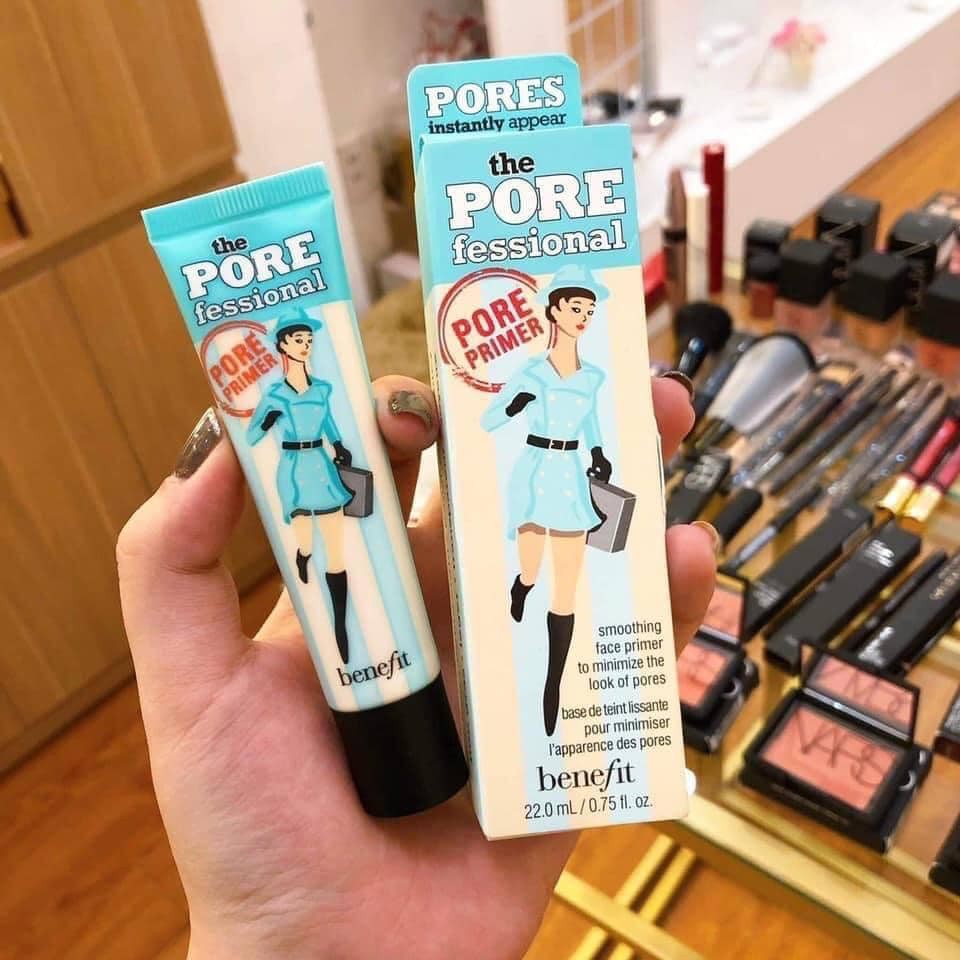 the
PORE
fessional
PORE
PRIMER
benefit
PORES
instantly appear
the
PORE
fessional
PORE
PRIMER
smoothing
face primer
to minimize the
look of pores
base de teint lissante
pour minimiser
l'apparence des pores
benefit
22.0 mL / 0.75 fl. oz.
NARS
NARS